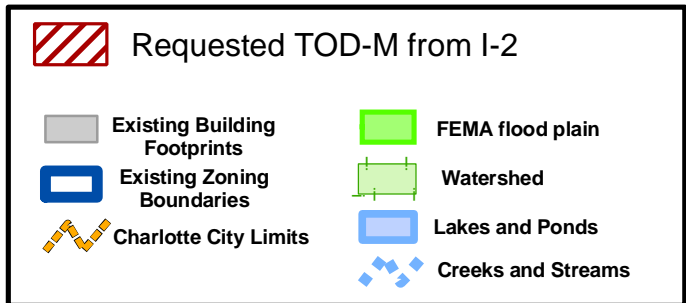 Requested TOD-M from I-2
Existing Building
Footprints
Existing Zoning
Boundaries
Charlotte City Limits
FEMA flood plain
Watershed
Lakes and Ponds
Creeks and Streams